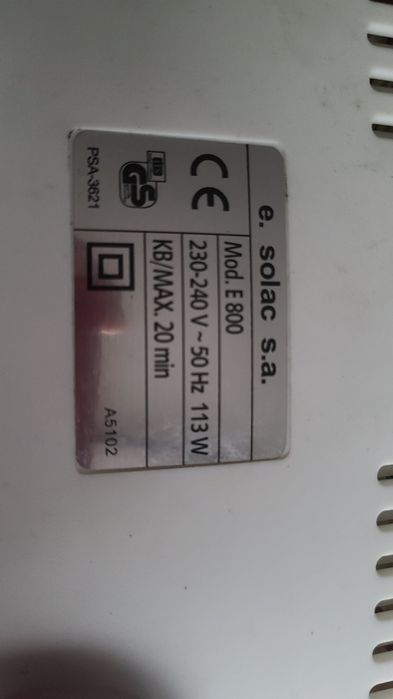 e. solac s.a.
Mod. E 800
230-240 V ~ 50 Hz 113 W
KB/MAX. 20 min
CE
GS
PSA-3621
A5102